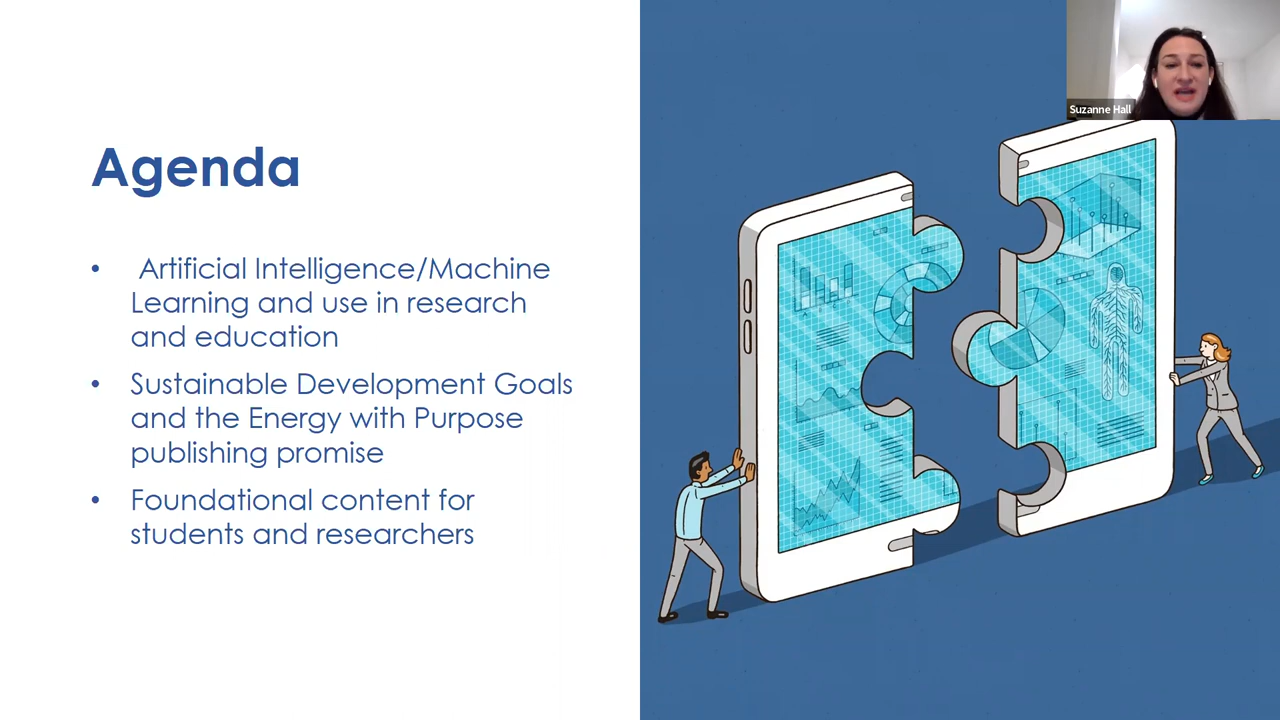 Suzanne Hall
Agenda
• Artificial Intelligence/Machine
Learning and use in research
and education
• Sustainable Development Goals
and the Energy with Purpose
publishing promise
• Foundational content for
students and researchers